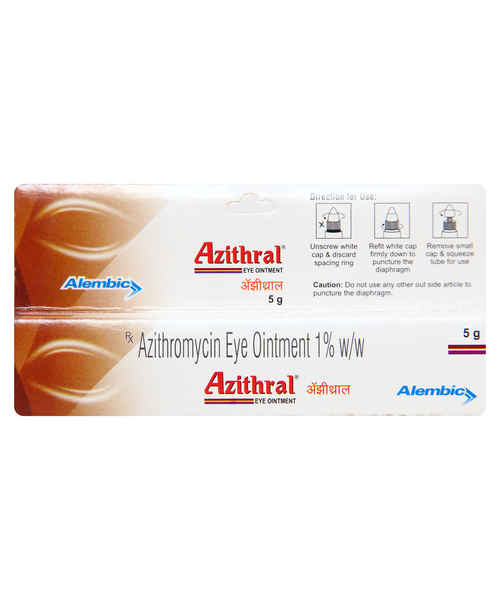 Direction for Use:
Unscrew white
cap & discard
spacing ring
Refit white cap
firmly down to
puncture the
diaphragm
Remove small
cap & squeeze
tube for use
Caution: Do not use any other out side article to
puncture the diaphragm.
Azithral®
EYE OINTMENT
ॲझीथ्राल
5 g
Alembic
Rx Azithromycin Eye Ointment 1% w/w
5 g
Azithral®
EYE OINTMENT
ॲझीथ्राल
Alembic